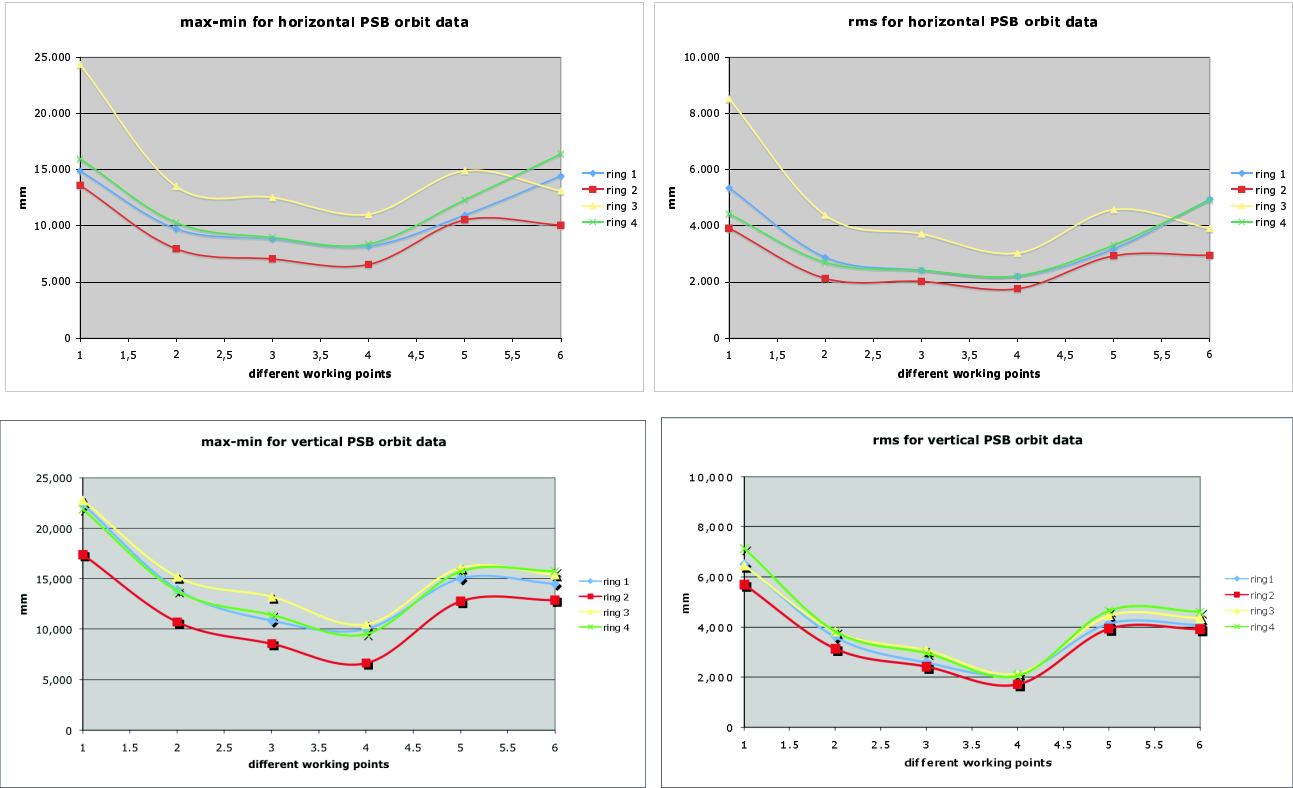 max-min for horizontal PSB orbit data
25.000
20.000
15.000
10.000
5,000
0
mm
1 1,5 2 2,5 3 3,5 4 4,5 5 5,5 6
different working points
ring 1
ring 2
ring 3
ring 4
rms for horizontal PSB orbit data
10.000
8.000
6.000
4.000
2.000
0
mm
1 2 2,5 3 3,5 4 4,5 5 5,5 6
1,5
different working points
ring 1
ring 2
ring 3
ring 4
max-min for vertical PSB orbit data
25,000
20,000
15,000
10,000
5,000
0
mm
1 1.5 2 2.5 3 3.5 4 4.5 5 5.5 6
different working points
ring 1
ring 2
ring 3
ring 4
rms for vertical PSB orbit data
10,000
8,000
6,000
4,000
2,000
0
mm
1 1.5 2 2.5 3 3.5 4 4.5 5 5.5 6
different working points
ring1
ring2
ring3
ring4